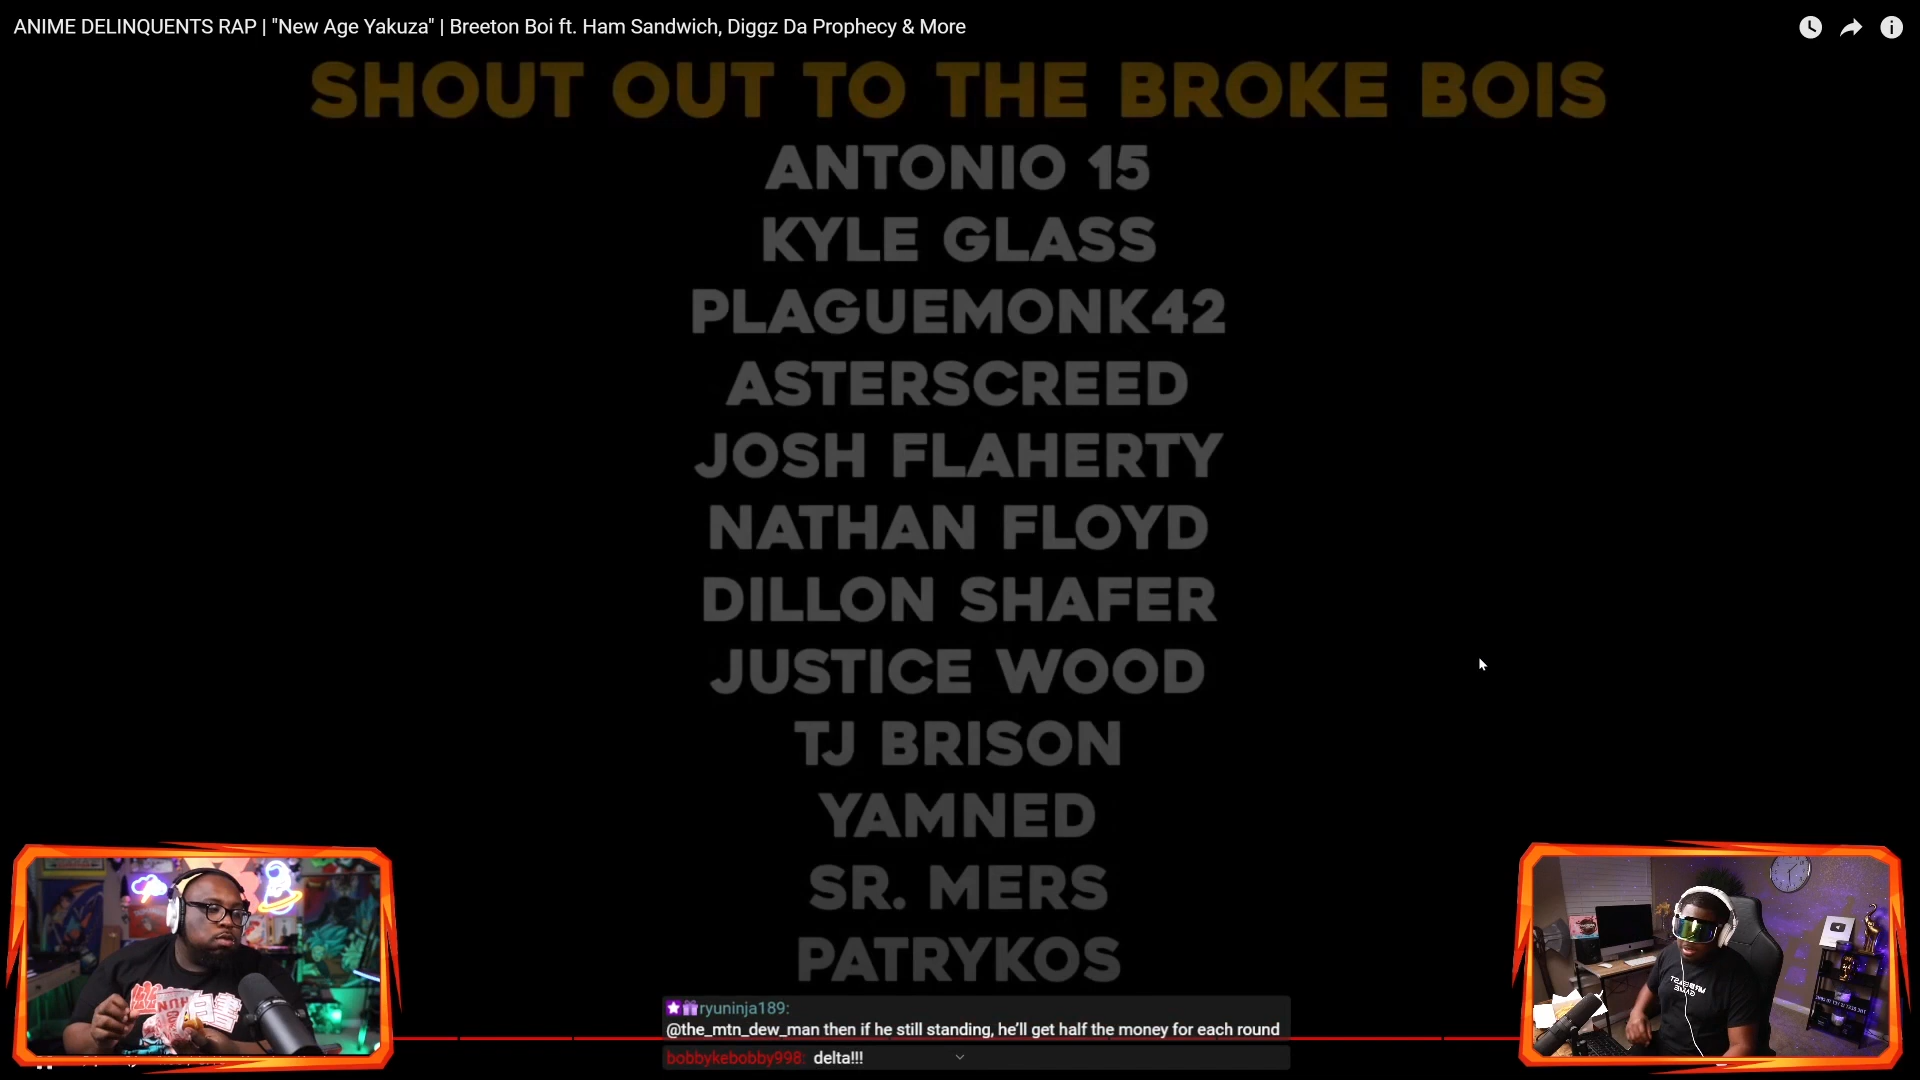 ANIME DELINQUENTS RAP | "New Age Yakuza" | Breeton Boi ft. Ham Sandwich, Diggz Da Prophecy & More
SHOUT OUT TO THE BROKE BOIS
ANTONIO 15
KYLE GLASS
PLAGUEMONK42
ASTERSCREED
JOSH FLAHERTY
NATHAN FLOYD
DILLON SHAFER
JUSTICE WOOD
TJ BRISON
YAMNED
SR. MERS
PATRYKOS
ryuninja189:
@the_mtn_dew_man then if he still standing, he'll get half the money for each round
bobbykebobby998: delta!!!